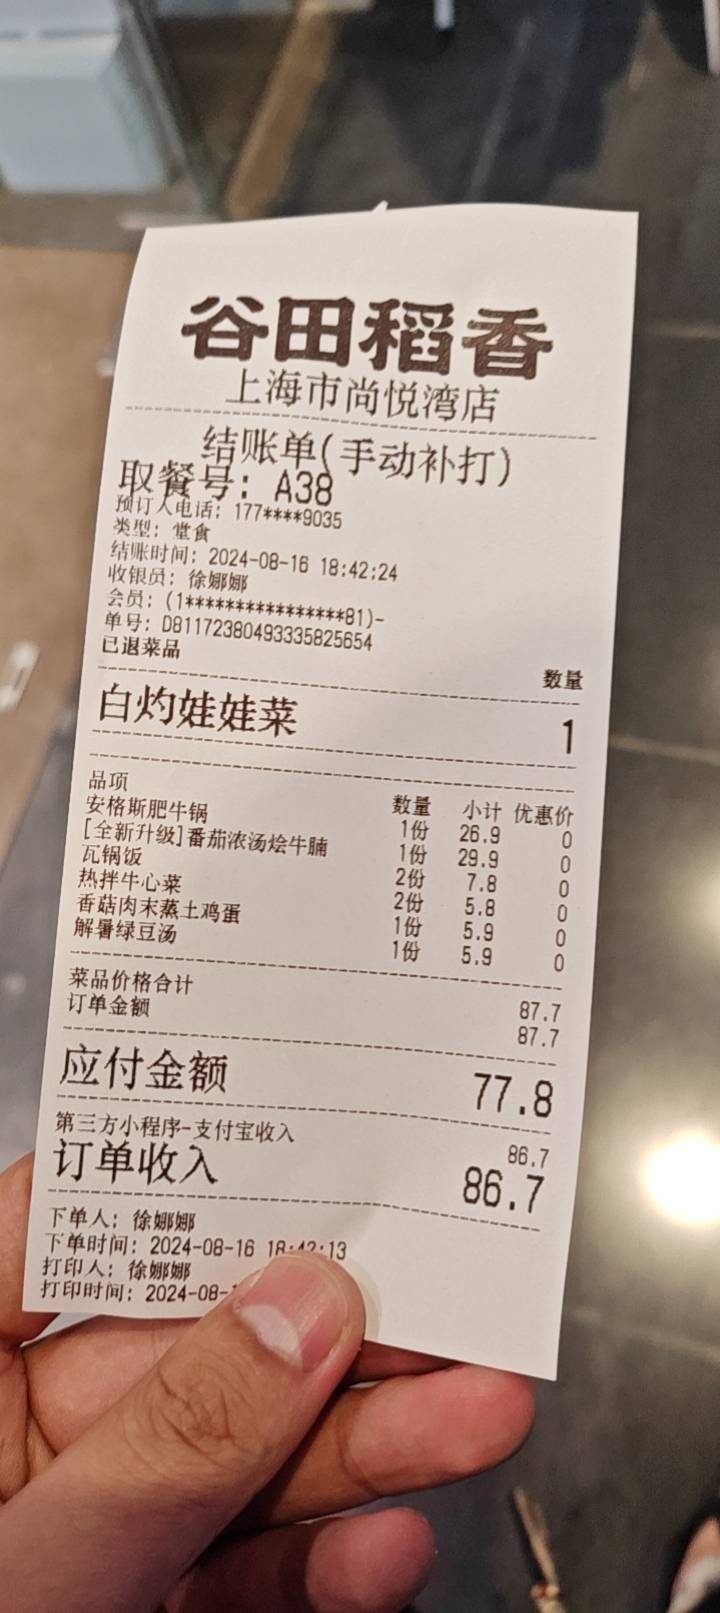 谷田稻香
上海市尚悦湾店
结账单(手动补打)
取餐号: A38
预订人电话: 177****9035
类型: 堂食
结账时间: 2024-08-16 18:42:24
收银员: 徐娜娜
会员: (1****************81)-
单号: D811723804933358​25654
已退菜品 数量
白灼娃娃菜 1
品项 数量 小计 优惠价
安格斯肥牛锅 1份 26.9 0
[全新升级]番茄浓汤烩牛腩 1份 29.9 0
瓦锅饭 2份 7.8 0
热拌牛心菜 2份 5.8 0
香菇肉末蒸土鸡蛋 1份 5.9 0
解暑绿豆汤 1份 5.9 0
菜品价格合计 87.7
订单金额 87.7
应付金额 77.8
第三方小程序-支付宝收入 86.7
订单收入 86.7
下单人: 徐娜娜
下单时间: 2024-08-16 18:42:13
打印人: 徐娜娜
打印时间: 2024-08-